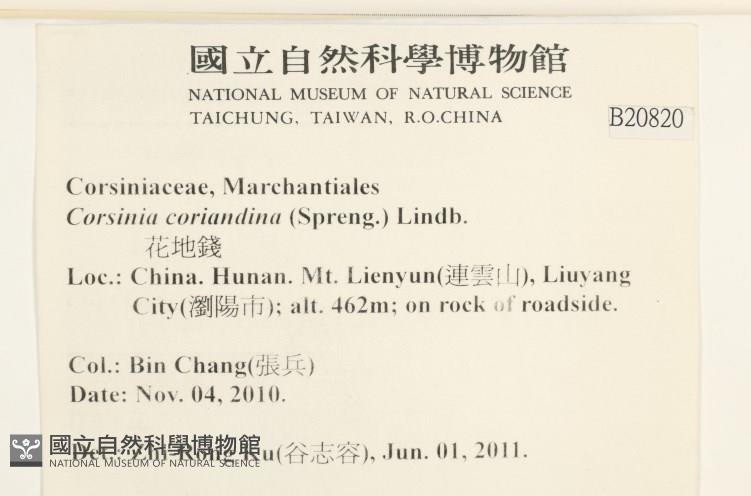 國立自然科學博物館
NATIONAL MUSEUM OF NATURAL SCIENCE
TAICHUNG, TAIWAN, R.O.CHINA
B20820
Corsiniaceae, Marchantiales
Corsinia coriandina (Spreng.) Lindb.
花地錢
Loc.: China. Hunan. Mt. Lienyun(連雲山), Liuyang
City(瀏陽市); alt. 462m; on rock of roadside.
Col.: Bin Chang(張兵)
Date: Nov. 04, 2010.
(谷志容), Jun. 01, 2011.
國立自然科學博物館
NATIONAL MUSEUM OF NATURAL SCIENCE